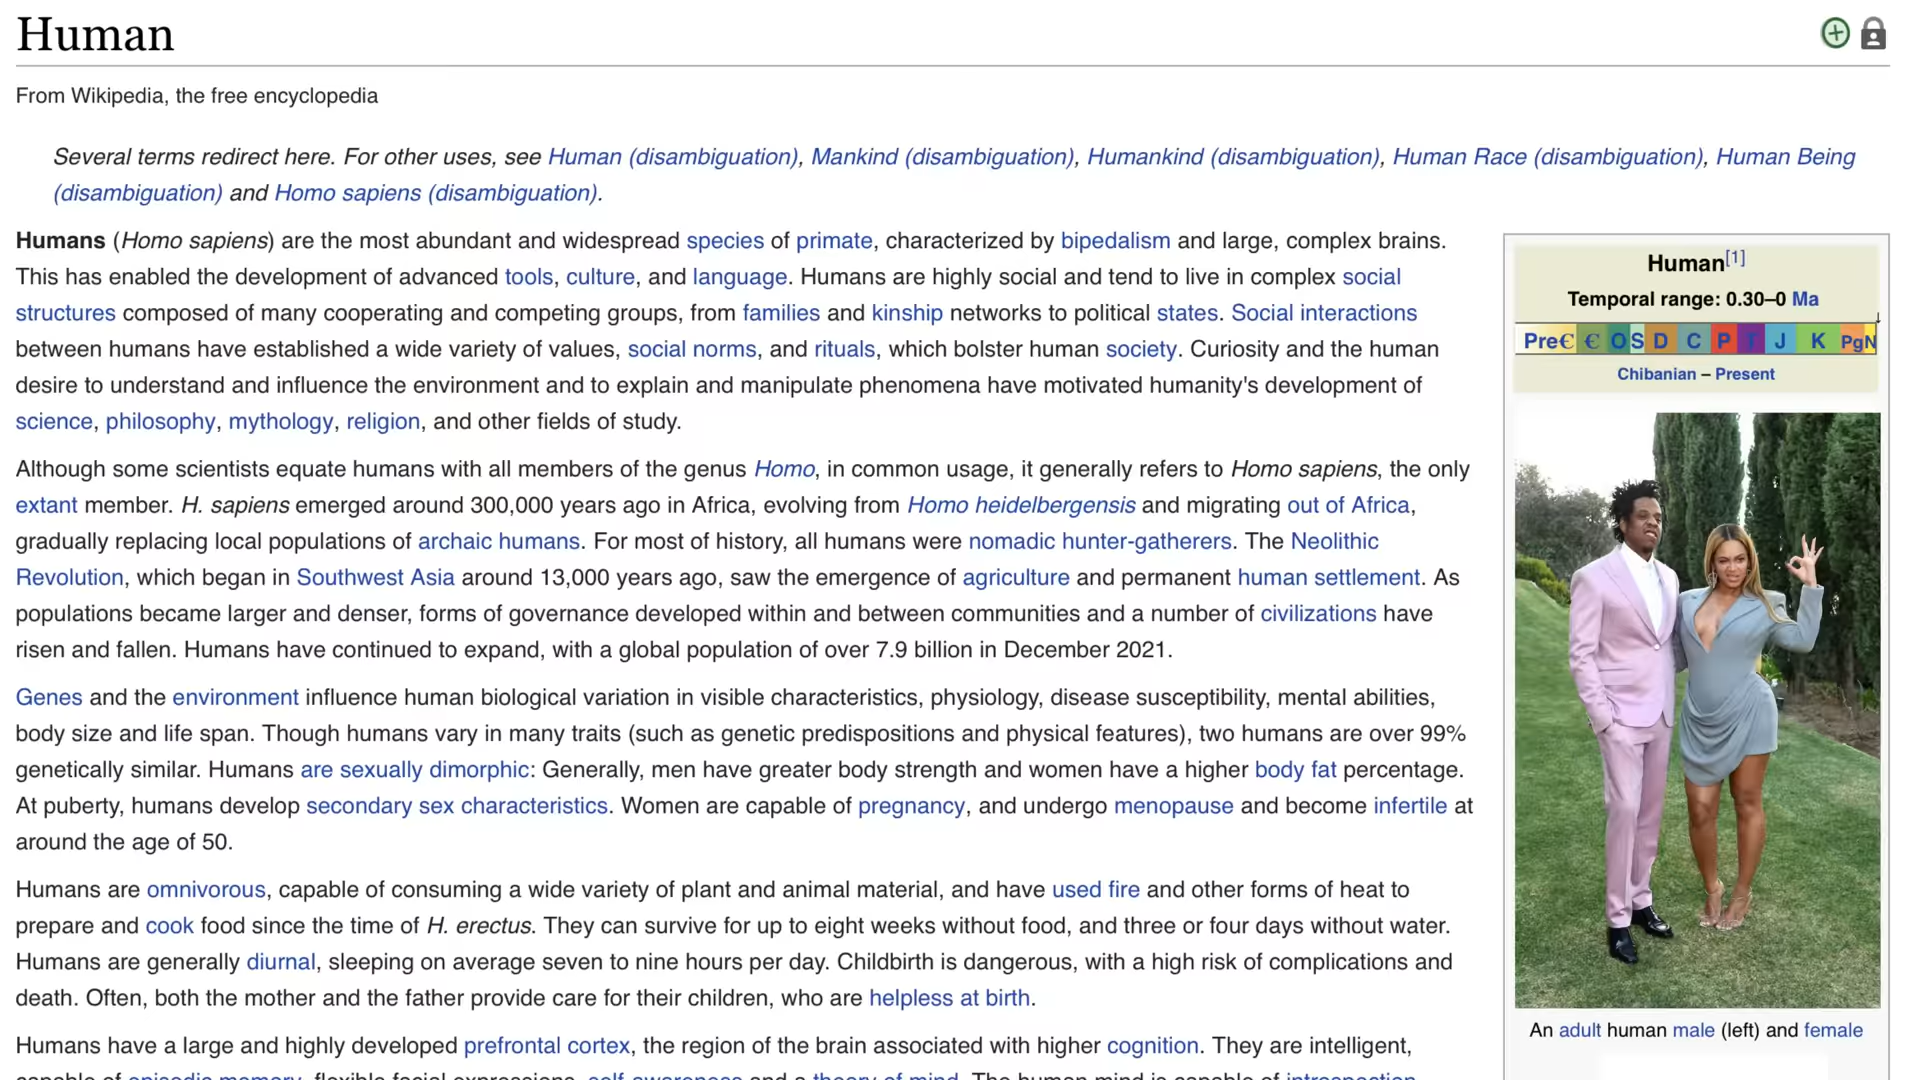 Human
From Wikipedia, the free encyclopedia
Several terms redirect here. For other uses, see Human (disambiguation), Mankind (disambiguation), Humankind (disambiguation), Human Race (disambiguation), Human Being
(disambiguation) and Homo sapiens (disambiguation).
Humans (Homo sapiens) are the most abundant and widespread species of primate, characterized by bipedalism and large, complex brains.
This has enabled the development of advanced tools, culture, and language. Humans are highly social and tend to live in complex social
structures composed of many cooperating and competing groups, from families and kinship networks to political states. Social interactions
between humans have established a wide variety of values, social norms, and rituals, which bolster human society. Curiosity and the human
desire to understand and influence the environment and to explain and manipulate phenomena have motivated humanity's development of
science, philosophy, mythology, religion, and other fields of study.
Although some scientists equate humans with all members of the genus Homo, in common usage, it generally refers to Homo sapiens, the only
extant member. H. sapiens emerged around 300,000 years ago in Africa, evolving from Homo heidelbergensis and migrating out of Africa,
gradually replacing local populations of archaic humans. For most of history, all humans were nomadic hunter-gatherers. The Neolithic
Revolution, which began in Southwest Asia around 13,000 years ago, saw the emergence of agriculture and permanent human settlement. As
populations became larger and denser, forms of governance developed within and between communities and a number of civilizations have
risen and fallen. Humans have continued to expand, with a global population of over 7.9 billion in December 2021.
Genes and the environment influence human biological variation in visible characteristics, physiology, disease susceptibility, mental abilities,
body size and life span. Though humans vary in many traits (such as genetic predispositions and physical features), two humans are over 99%
genetically similar. Humans are sexually dimorphic: Generally, men have greater body strength and women have a higher body fat percentage.
At puberty, humans develop secondary sex characteristics. Women are capable of pregnancy, and undergo menopause and become infertile at
around the age of 50.
Humans are omnivorous, capable of consuming a wide variety of plant and animal material, and have used fire and other forms of heat to
prepare and cook food since the time of H. erectus. They can survive for up to eight weeks without food, and three or four days without water.
Humans are generally diurnal, sleeping on average seven to nine hours per day. Childbirth is dangerous, with a high risk of complications and
death. Often, both the mother and the father provide care for their children, who are helpless at birth.
Humans have a large and highly developed prefrontal cortex, the region of the brain associated with higher cognition. They are intelligent,
capable of episodic memory, flexible facial expressions, self-awareness and a theory of mind. The human mind is capable of introspection,
Human[1]
Temporal range: 0.30–0 Ma
↓
PreꞒ Ꞓ O S D C P T J K Pg N
Chibanian – Present
An adult human male (left) and female